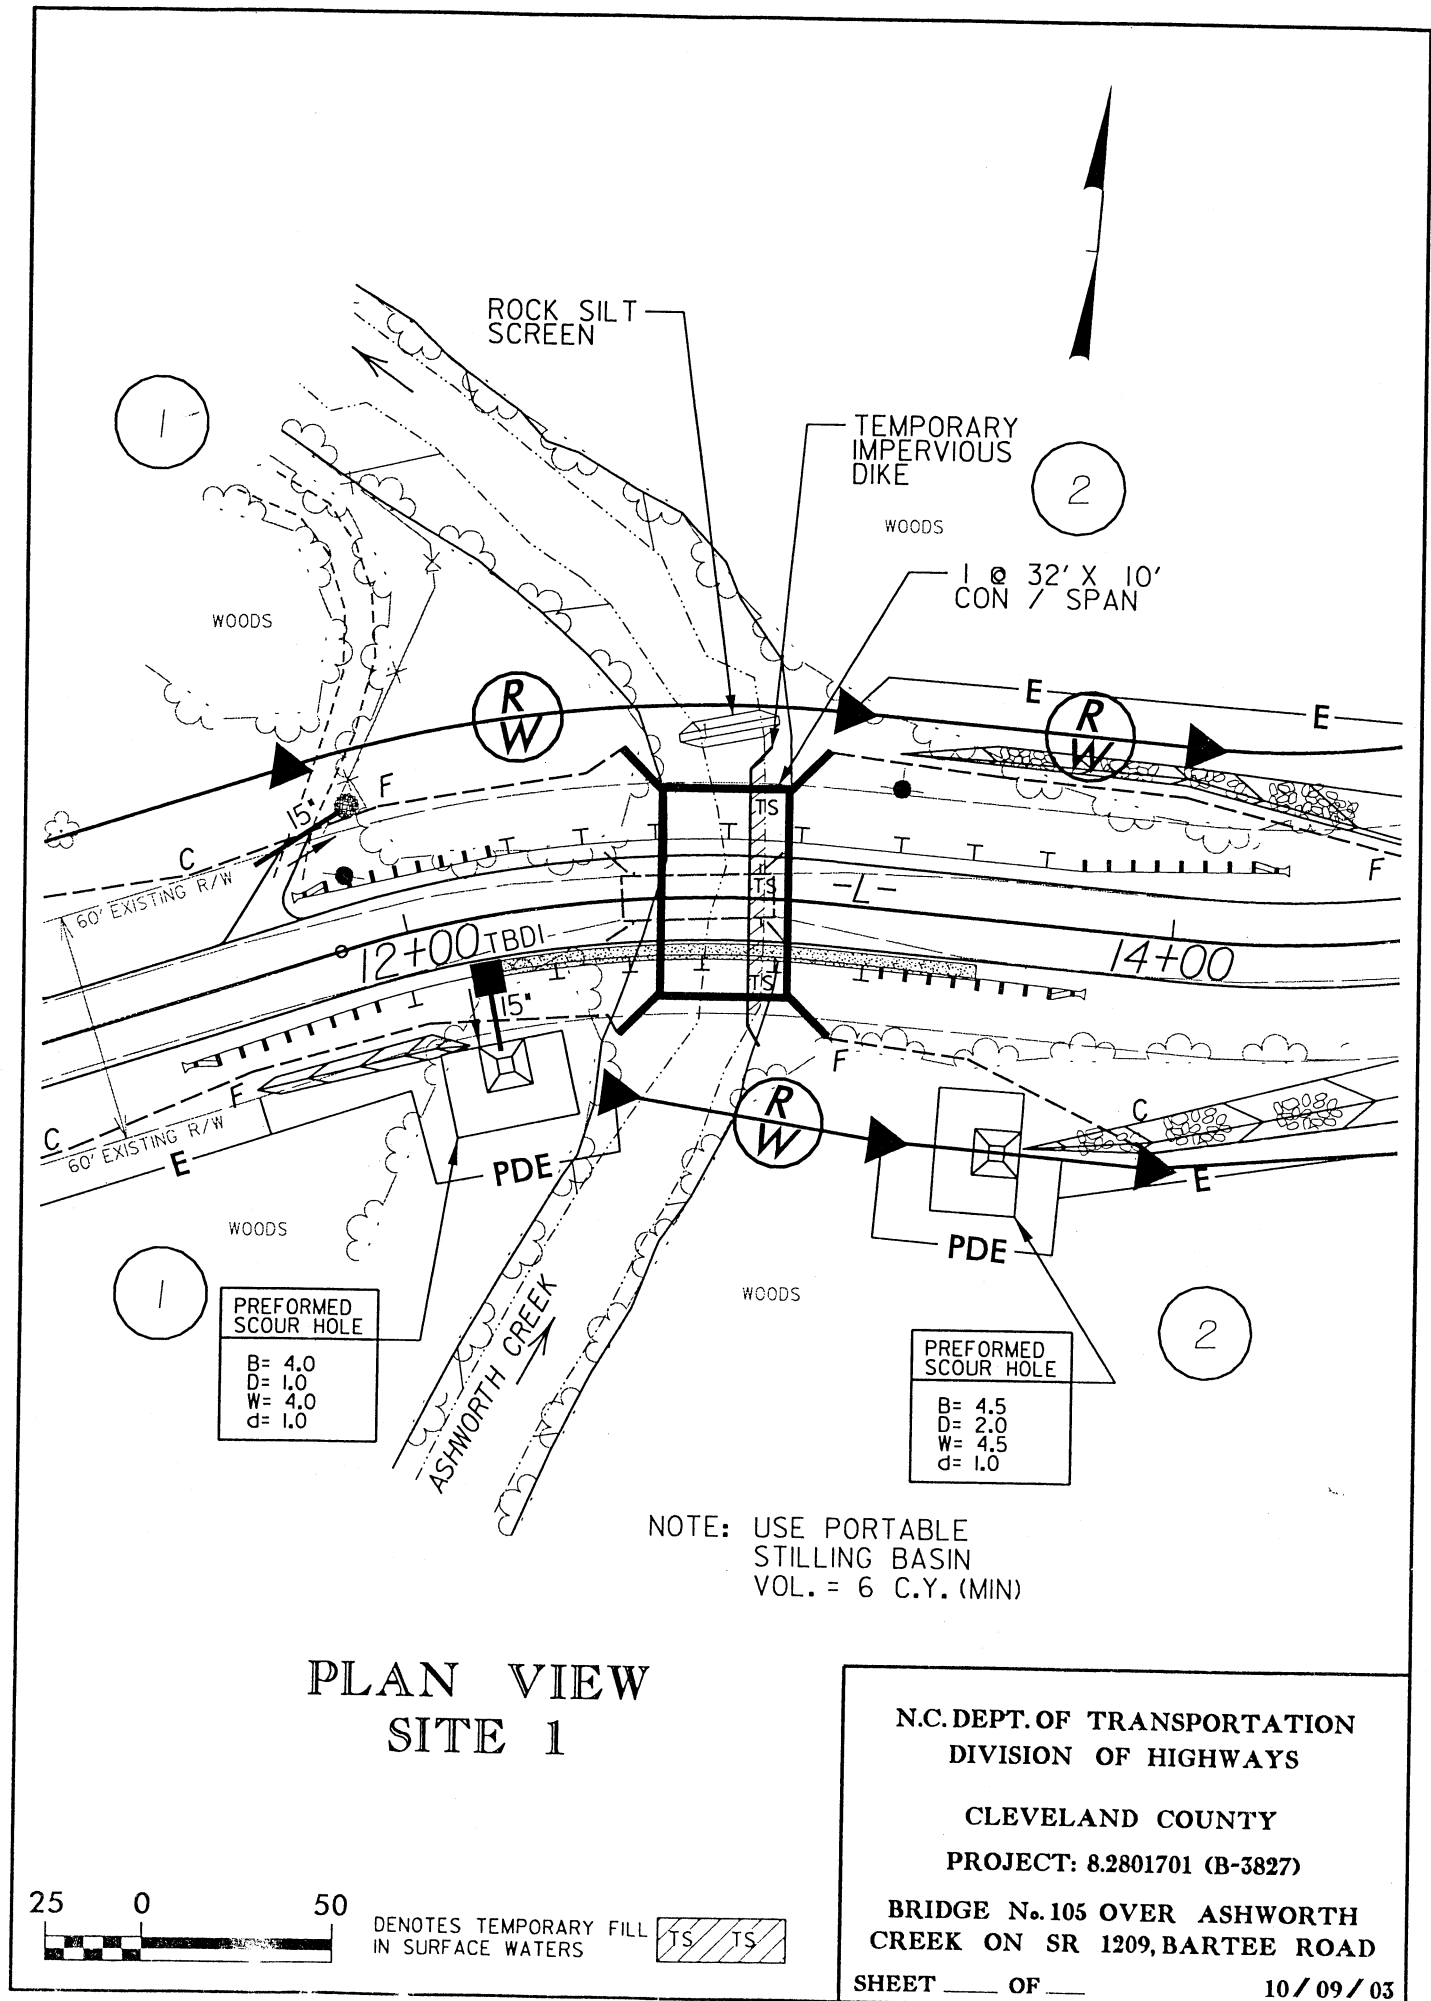 ROCK SILT
SCREEN
1
TEMPORARY
IMPERVIOUS
DIKE
2
WOODS
1 @ 32' X 10'
CON / SPAN
WOODS
R
W
E
R
W
E
15"
F
C
60' EXISTING R/W
TS
TS
TS
-L-
F
12+00
TBDI
14+00
15"
F
F
C
C
60' EXISTING R/W
E
R
W
PDE
E
PDE
WOODS
WOODS
1
2
ASHWORTH CREEK
PREFORMED
SCOUR HOLE
B= 4.0
D= 1.0
W= 4.0
d= 1.0
PREFORMED
SCOUR HOLE
B= 4.5
D= 2.0
W= 4.5
d= 1.0
NOTE: USE PORTABLE
STILLING BASIN
VOL. = 6 C.Y. (MIN)
PLAN VIEW
SITE 1
25 0 50
DENOTES TEMPORARY FILL
IN SURFACE WATERS
TS TS
N.C. DEPT. OF TRANSPORTATION
DIVISION OF HIGHWAYS
CLEVELAND COUNTY
PROJECT: 8.2801701 (B-3827)
BRIDGE No. 105 OVER ASHWORTH
CREEK ON SR 1209, BARTEE ROAD
SHEET ____ OF ____ 10 / 09 / 03